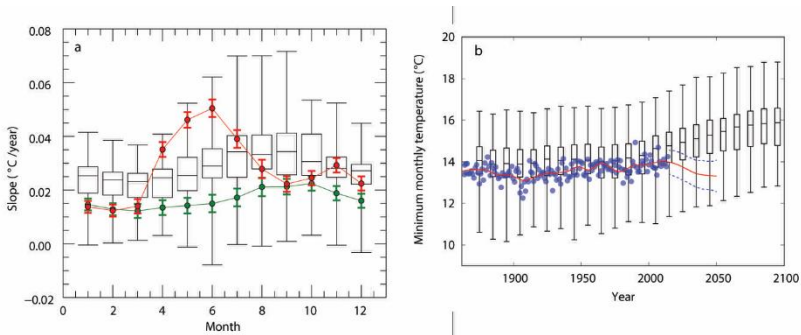 a
0.08
0.06
0.04
0.02
0.00
−0.02
Slope (°C /year)
0 2 4 6 8 10 12
Month
b
20
18
16
14
12
10
Minimum monthly temperature (°C)
1900 1950 2000 2050 2100
Year